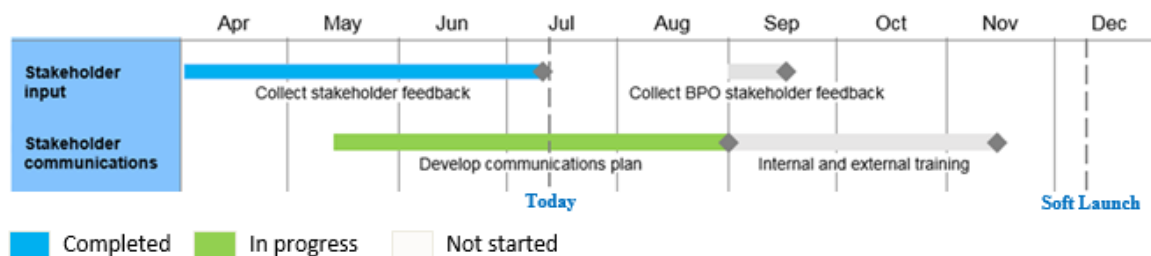 Apr May Jun Jul Aug Sep Oct Nov Dec
Stakeholder
input
Collect stakeholder feedback
Collect BPO stakeholder feedback
Stakeholder
communications
Develop communications plan
Internal and external training
Today
Soft Launch
Completed
In progress
Not started